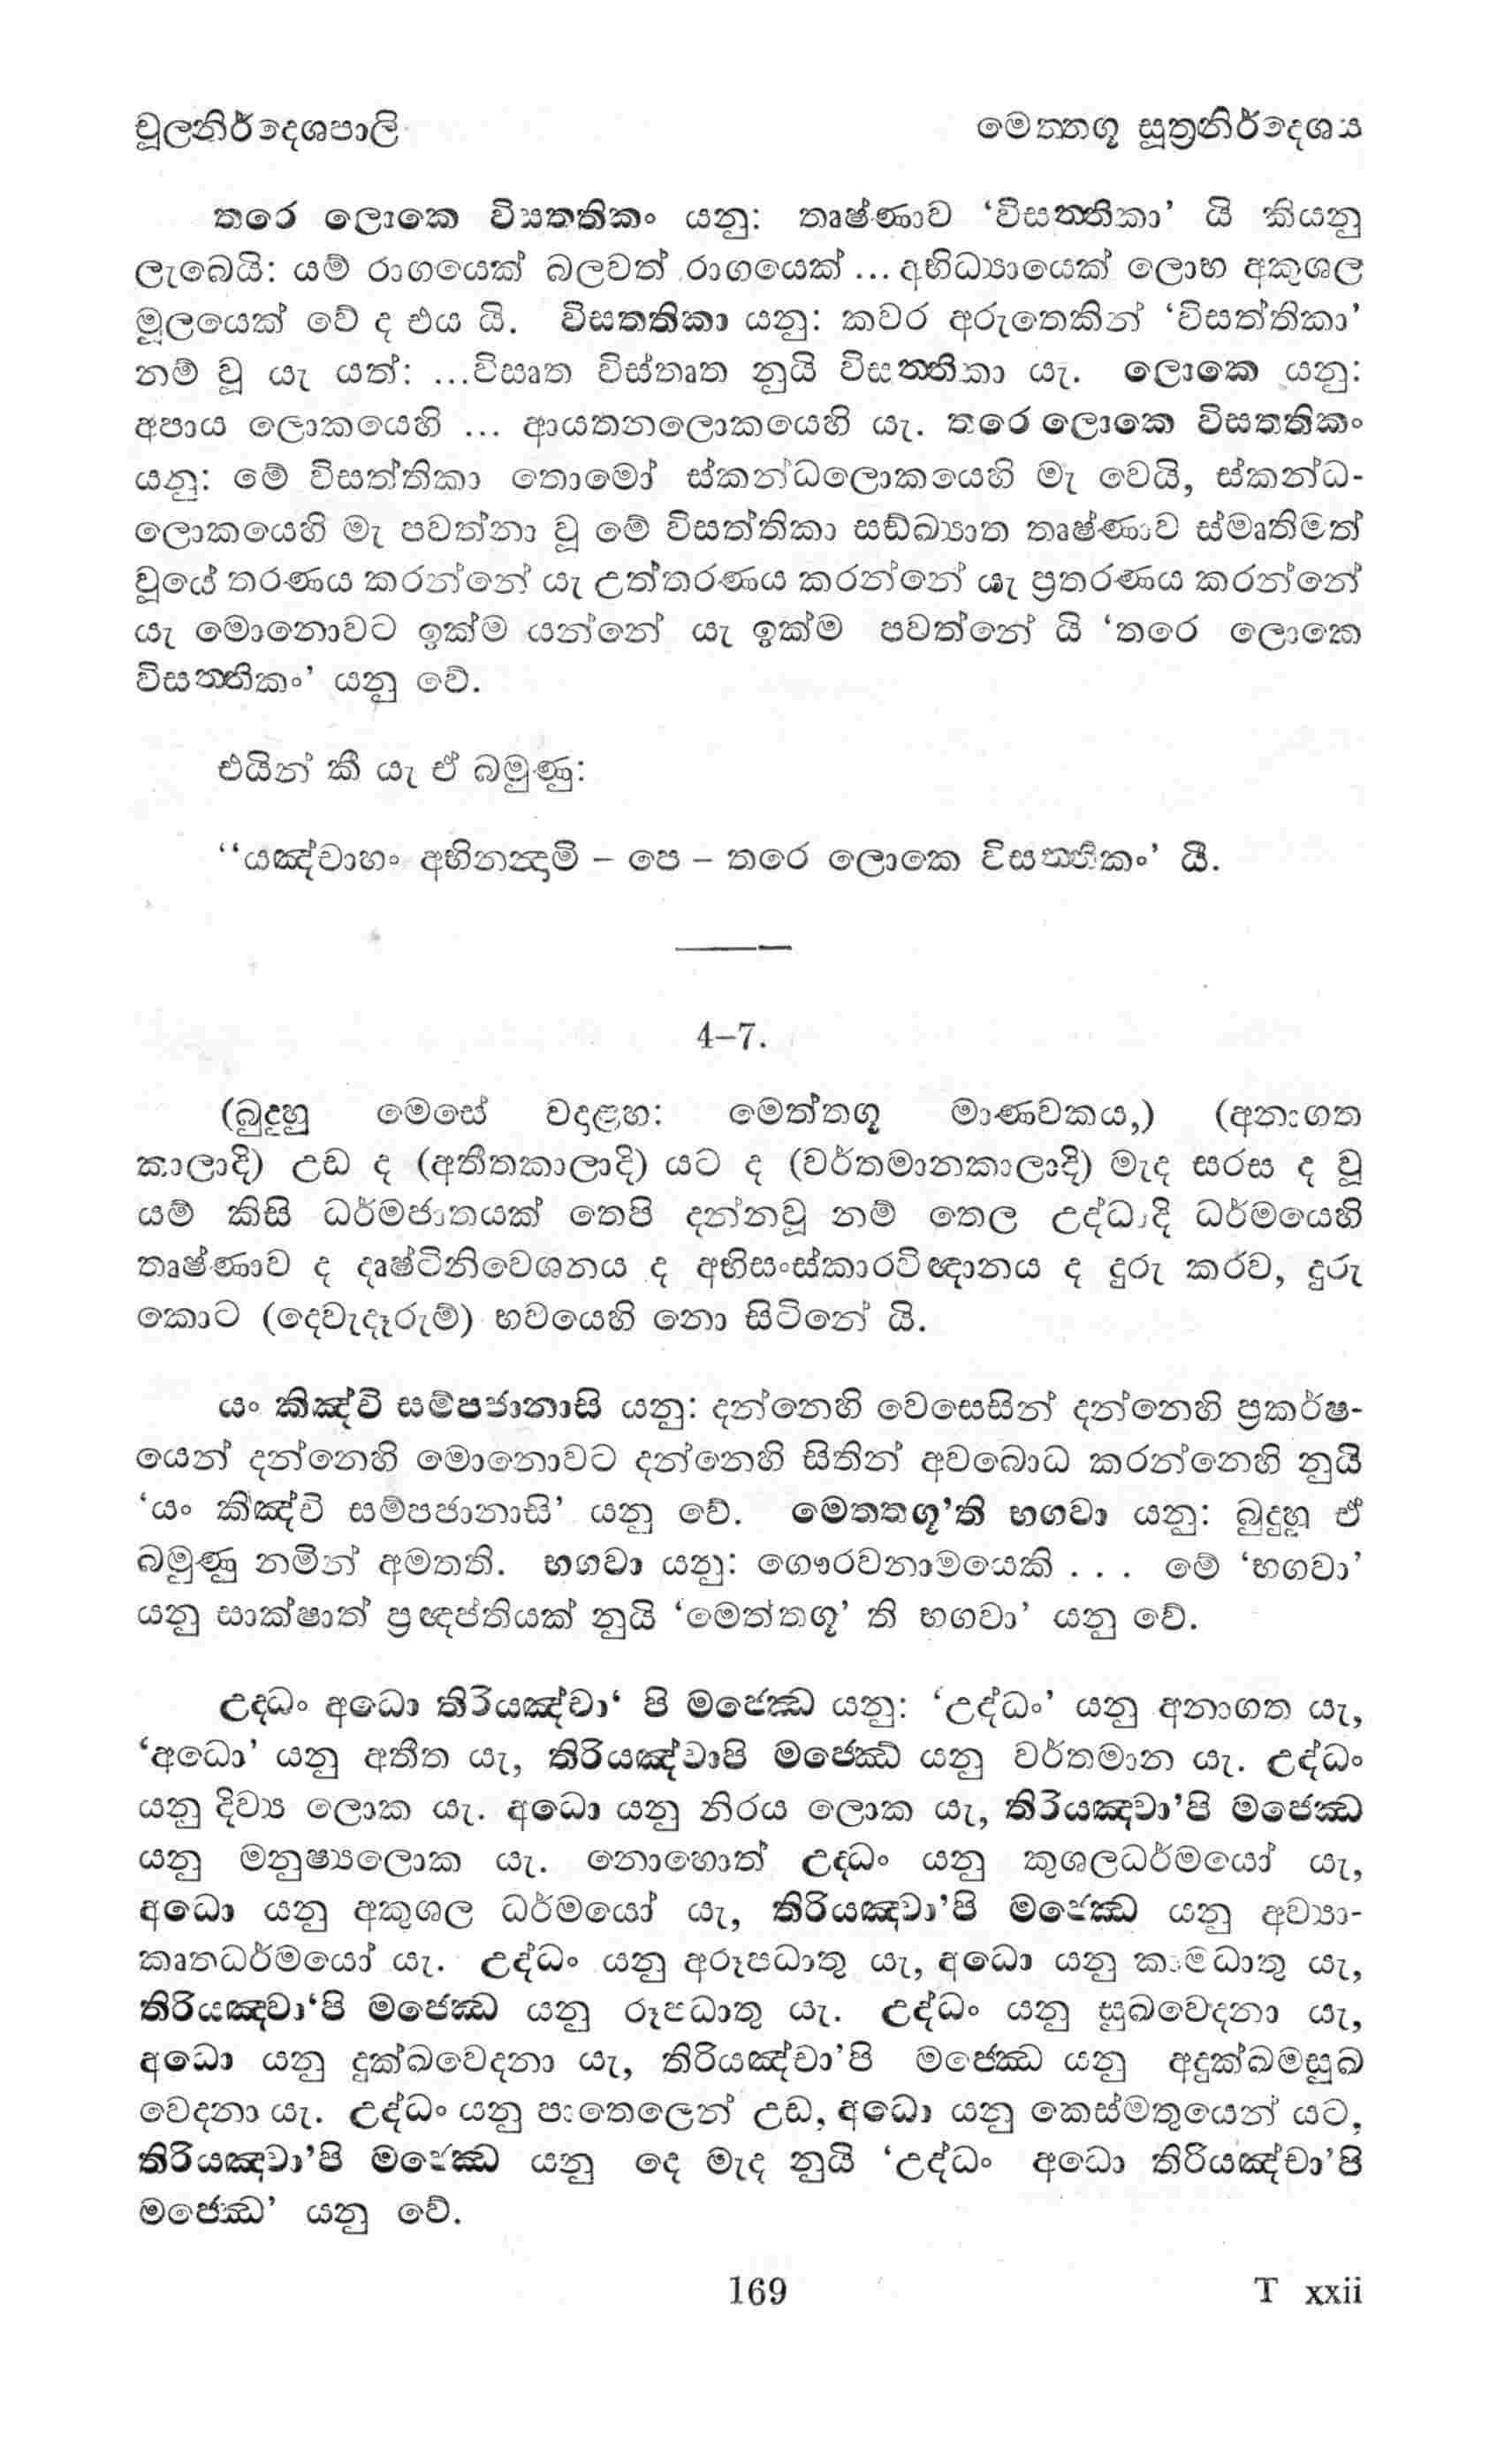 චූලනිර්දෙශපාලි
මෙත්තගූ සූත්‍රනිර්දෙශය
තරෙ ලොකෙ විසත්තිකං යනු: තෘෂ්ණාව ‘විසත්තිකා’ යි කියනු
ලැබෙයි: යම් රාගයෙක් බලවත් රාගයෙක් ... අභිධ්‍යායෙක් ලොභ අකුශල
මූලයෙක් වේ ද එය යි. විසතතිකා යනු: කවර අරුතෙකින් ‘විසත්තිකා’
නම් වූ යැ යත්: ...විසෘත විස්තෘත නුයි විසත්තිකා යැ. ලොකෙ යනු:
අපාය ලොකයෙහි ... ආයතනලොකයෙහි යැ. තරෙ ලොකෙ විසතතිකං
යනු: මේ විසත්තිකා තොමෝ ස්කන්ධලොකයෙහි මැ වෙයි, ස්කන්ධ-
ලොකයෙහි මැ පවත්නා වූ මේ විසත්තිකා සඬ්ඛ්‍යාත තෘෂ්ණාව ස්මෘතිමත්
වූයේ තරණය කරන්නේ යැ උත්තරණය කරන්නේ යැ ප්‍රතරණය කරන්නේ
යැ මොනොවට ඉක්ම යන්නේ යැ ඉක්ම පවත්නේ යි ‘තරෙ ලොකෙ
විසත්තිකං’ යනු වේ.
එයින් කී යැ ඒ බමුණු:
“යඤ්චාහං අභිනන්‍දාමි – පෙ – තරෙ ලොකෙ විසත්තිකං’ යී.
4–7.
(බුදුහු මෙසේ වදාළහ: මෙත්තගූ මාණවකය,) (අනාගත
කාලාදි) උඩ ද (අතීතකාලාදි) යට ද (වර්තමානකාලාදි) මැද සරස ද වූ
යම් කිසි ධර්මජාතයක් තෙපි දන්නවූ නම් තෙල උද්ධාදි ධර්මයෙහි
තෘෂ්ණාව ද දෘෂ්ටිනිවෙශනය ද අභිසංස්කාරවිඥානය ද දුරු කරව, දුරු
කොට (දෙවැදෑරුම්) භවයෙහි නො සිටිනේ යි.
යං කිඤ්චි සම්පජානාසි යනු: දන්නෙහි වෙසෙසින් දන්නෙහි ප්‍රකර්ෂ-
යෙන් දන්නෙහි මොනොවට දන්නෙහි සිතින් අවබොධ කරන්නෙහි නුයි
‘යං කිඤ්චි සම්පජානාසි’ යනු වේ. මෙතතගූ’ති භගවා යනු: බුදුහු ඒ
බමුණු නමින් අමතති. භගවා යනු: ගෞරවනාමයෙකි . . . මේ ‘භගවා’
යනු සාක්ෂාත් ප්‍රඥප්තියක් නුයි ‘මෙත්තගූ’ ති භගවා’ යනු වේ.
උද්ධං අධො තිරියඤ්චා‘ පි මජ්ඣෙ යනු: ‘උද්ධං’ යනු අනාගත යැ,
‘අධො’ යනු අතීත යැ, තිරියඤ්චාපි මජ්ඣෙ යනු වර්තමාන යැ. උද්ධං
යනු දිව්‍ය ලොක යැ. අධො යනු නිරය ලොක යැ, තිරියඤ්චා’පි මජ්ඣෙ
යනු මනුෂ්‍යලොක යැ. නොහොත් උද්ධං යනු කුශලධර්මයෝ යැ,
අධො යනු අකුශල ධර්මයෝ යැ, තිරියඤ්චා’පි මජ්ඣෙ යනු අව්‍යා-
කෘතධර්මයෝ යැ. උද්ධං යනු අරූපධාතු යැ, අධො යනු කාමධාතු යැ,
තිරියඤ්චා‘පි මජ්ඣෙ යනු රූපධාතු යැ. උද්ධං යනු සුඛවෙදනා යැ,
අධො යනු දුක්ඛවෙදනා යැ, තිරියඤ්චා’පි මජ්ඣෙ යනු අදුක්ඛමසුඛ
වෙදනා යැ. උද්ධං යනු පාතෙලෙන් උඩ, අධො යනු කෙස්මතුයෙන් යට,
තිරියඤ්චා’පි මජ්ඣෙ යනු දෙ මැද නුයි ‘උද්ධං අධො තිරියඤ්චා’පි
මජ්ඣෙ’ යනු වේ.
169
T xxii